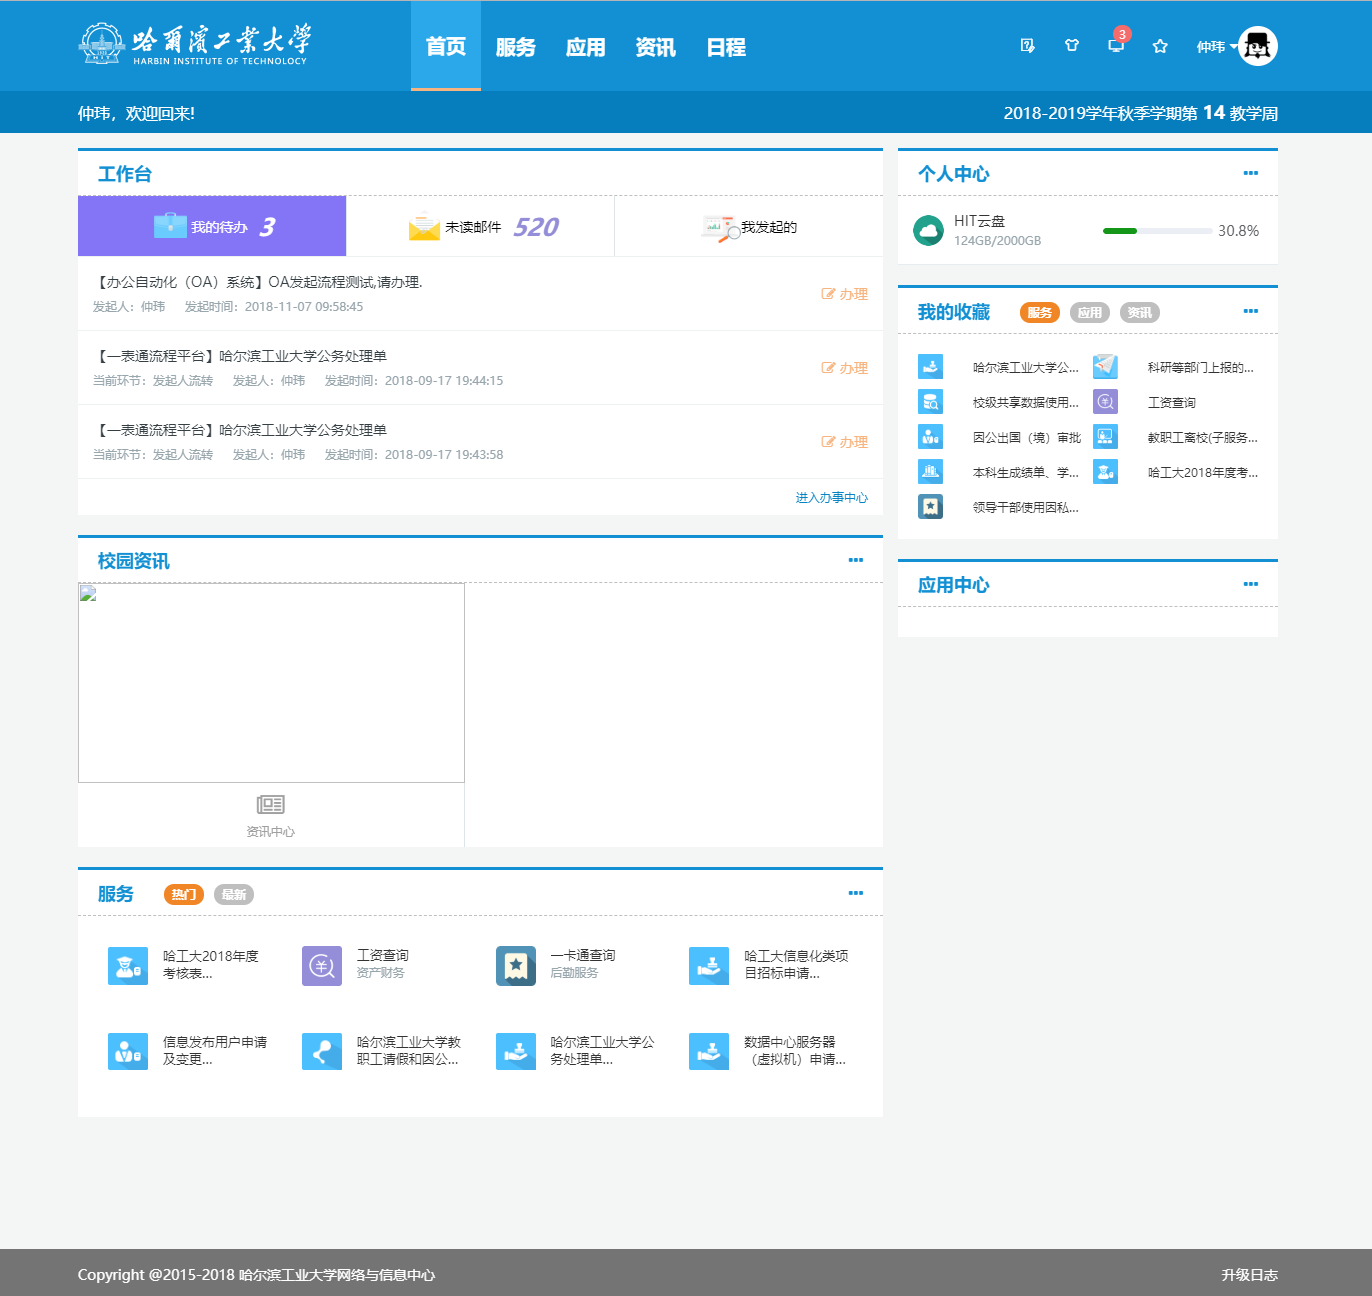 哈尔滨工业大学
HARBIN INSTITUTE OF TECHNOLOGY
首页 服务 应用 资讯 日程
3
仲玮
仲玮，欢迎回来!
2018-2019学年秋季学期第 14 教学周
工作台
我的待办 3
未读邮件 520
我发起的
【办公自动化（OA）系统】OA发起流程测试,请办理.
发起人：仲玮 发起时间：2018-11-07 09:58:45
办理
【一表通流程平台】哈尔滨工业大学公务处理单
当前环节：发起人流转 发起人：仲玮 发起时间：2018-09-17 19:44:15
办理
【一表通流程平台】哈尔滨工业大学公务处理单
当前环节：发起人流转 发起人：仲玮 发起时间：2018-09-17 19:43:58
办理
进入办事中心
校园资讯
资讯中心
服务 热门 最新
哈工大2018年度
考核表...
工资查询
资产财务
一卡通查询
后勤服务
哈工大信息化类项
目招标申请...
信息发布用户申请
及变更...
哈尔滨工业大学教
职工请假和因公...
哈尔滨工业大学公
务处理单...
数据中心服务器
（虚拟机）申请...
个人中心
HIT云盘
124GB/2000GB
30.8%
我的收藏 服务 应用 资讯
哈尔滨工业大学公...
科研等部门上报的...
校级共享数据使用...
工资查询
因公出国（境）审批
教职工离校(子服务...
本科生成绩单、学...
哈工大2018年度考...
领导干部使用因私...
应用中心
Copyright @2015-2018 哈尔滨工业大学网络与信息中心
升级日志